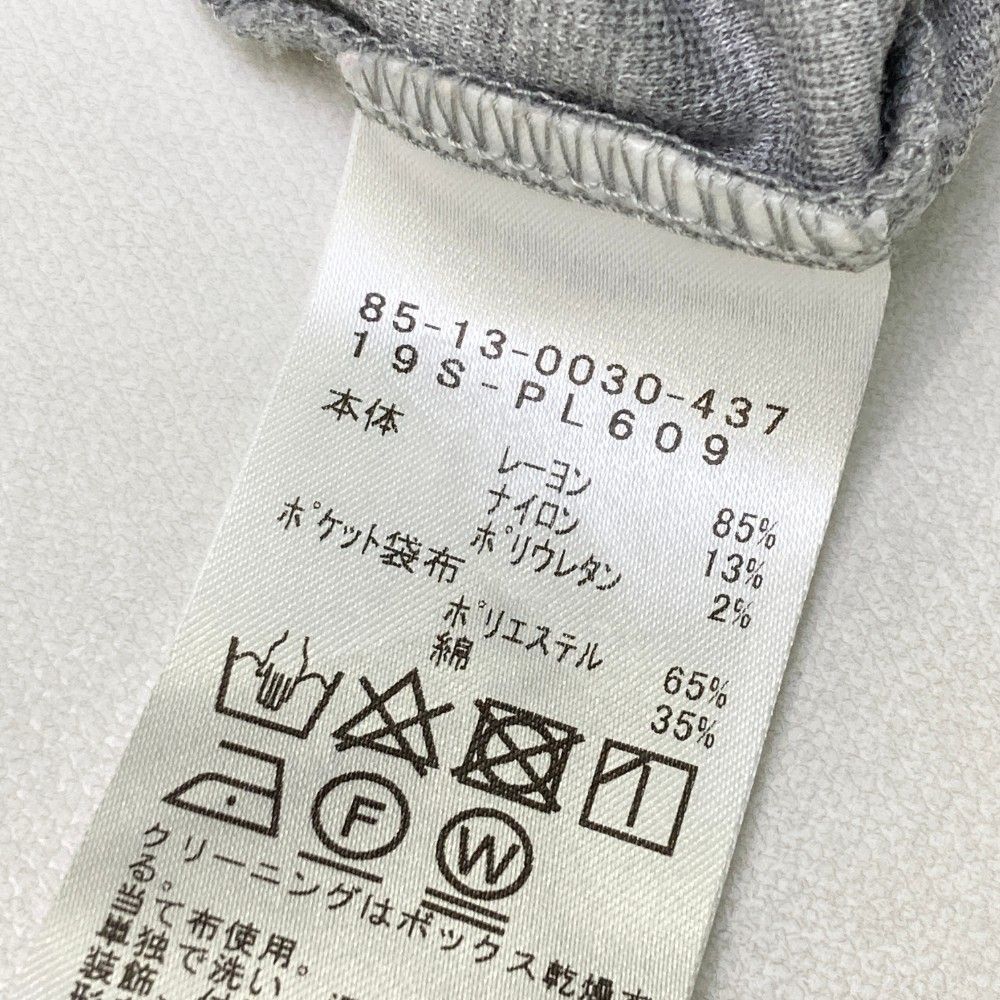 85-13-0030-437
19S-PL609
本体
レーヨン 85%
ナイロン 13%
ポリウレタン 2%
ポケット袋布
ポリエステル 65%
綿 35%
F
W
クリーニングはボックス乾燥
る。
当て布使用。
単独で洗い
装飾